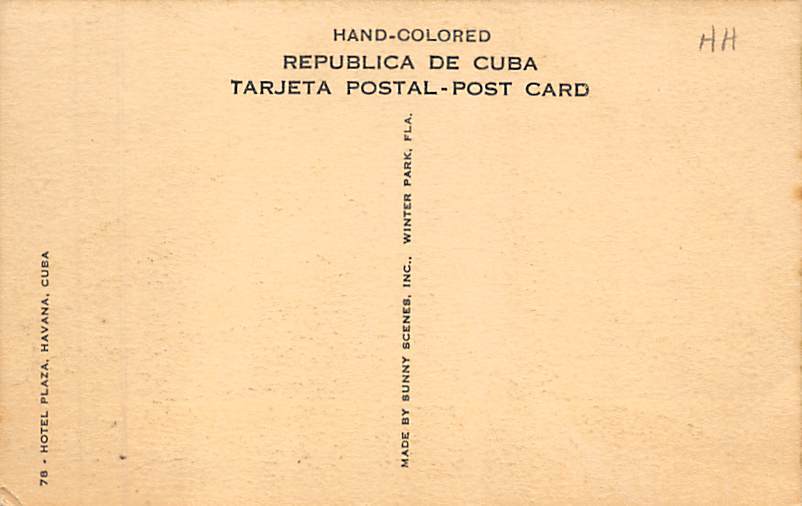 HAND-COLORED
REPUBLICA DE CUBA
TARJETA POSTAL-POST CARD
HH
MADE BY SUNNY SCENES, INC., WINTER PARK, FLA.
78 - HOTEL PLAZA, HAVANA, CUBA